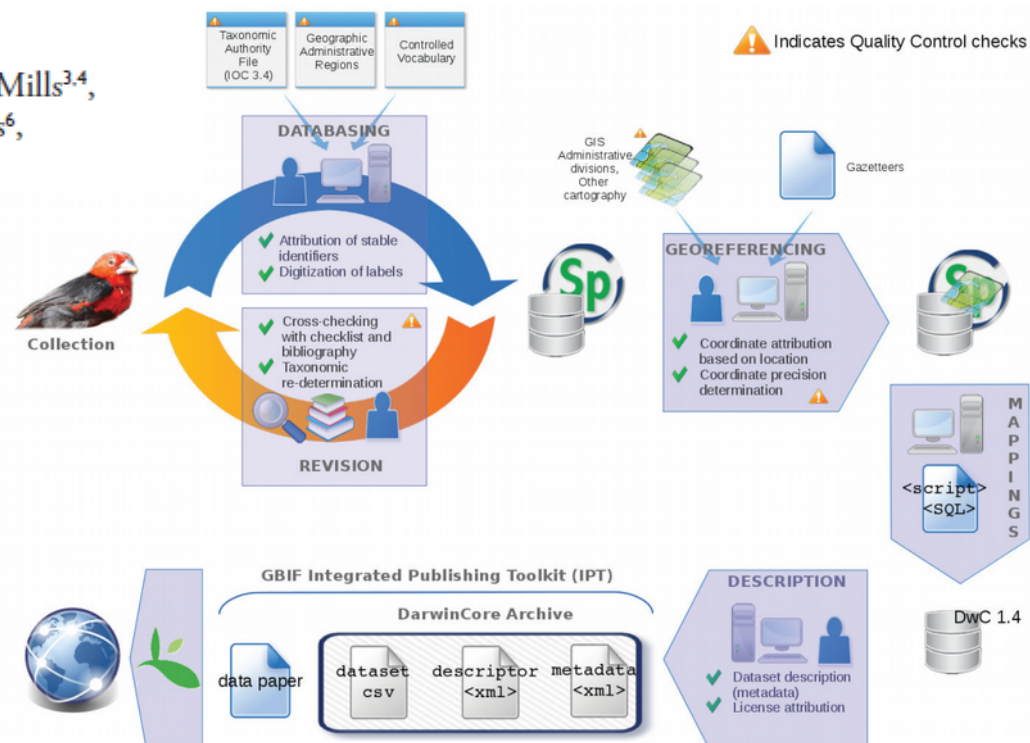 Mills3,4,
s6,
Taxonomic
Authority
File
(IOC 3.4)
Geographic
Administrative
Regions
Controlled
Vocabulary
Indicates Quality Control checks
DATABASING
Attribution of stable
identifiers
Digitization of labels
Collection
Cross-checking
with checklist and
bibliography
Taxonomic
re-determination
REVISION
Sp
GIS
Administrative
divisions,
Other
cartography
Gazetteers
GEOREFERENCING
Coordinate attribution
based on location
Coordinate precision
determination
Sp
MAPPINGS
<script>
<SQL>
DwC 1.4
DESCRIPTION
Dataset description
(metadata)
License attribution
GBIF Integrated Publishing Toolkit (IPT)
DarwinCore Archive
data paper
dataset
csv
descriptor
<xml>
metadata
<xml>